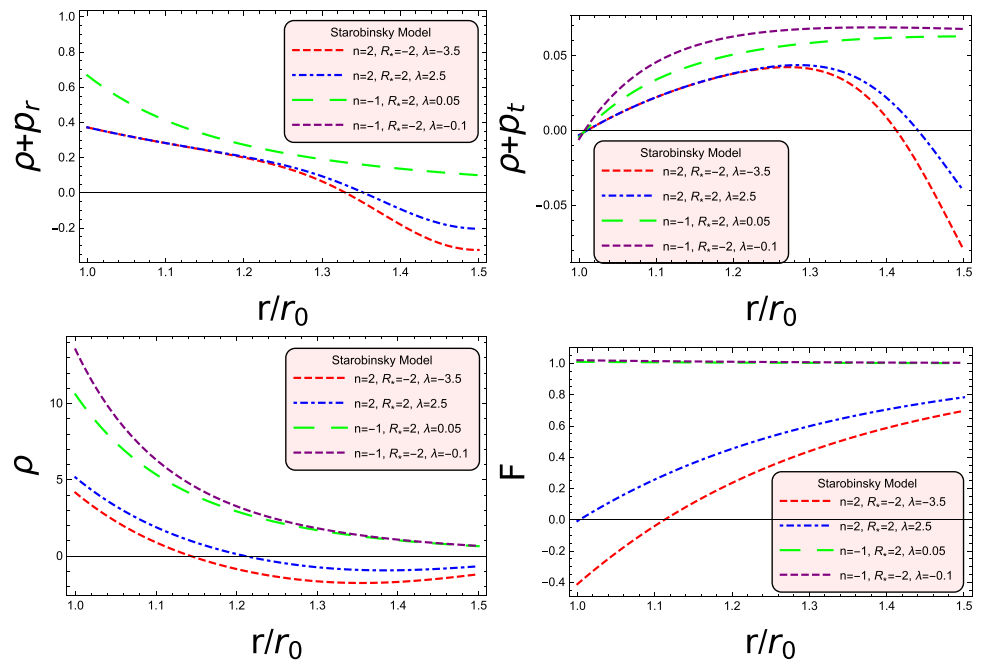 ρ+p_r
1.0
0.8
0.6
0.4
0.2
0.0
-0.2
Starobinsky Model
n=2, R_*=-2, λ=-3.5
n=2, R_*=2, λ=2.5
n=-1, R_*=2, λ=0.05
n=-1, R_*=-2, λ=-0.1
1.0 1.1 1.2 1.3 1.4 1.5
r/r_0
ρ+p_t
0.05
0.00
-0.05
Starobinsky Model
n=2, R_*=-2, λ=-3.5
n=2, R_*=2, λ=2.5
n=-1, R_*=2, λ=0.05
n=-1, R_*=-2, λ=-0.1
1.0 1.1 1.2 1.3 1.4 1.5
r/r_0
ρ
10
5
0
Starobinsky Model
n=2, R_*=-2, λ=-3.5
n=2, R_*=2, λ=2.5
n=-1, R_*=2, λ=0.05
n=-1, R_*=-2, λ=-0.1
1.0 1.1 1.2 1.3 1.4 1.5
r/r_0
F
1.0
0.8
0.6
0.4
0.2
0.0
-0.2
-0.4
Starobinsky Model
n=2, R_*=-2, λ=-3.5
n=2, R_*=2, λ=2.5
n=-1, R_*=2, λ=0.05
n=-1, R_*=-2, λ=-0.1
1.0 1.1 1.2 1.3 1.4 1.5
r/r_0